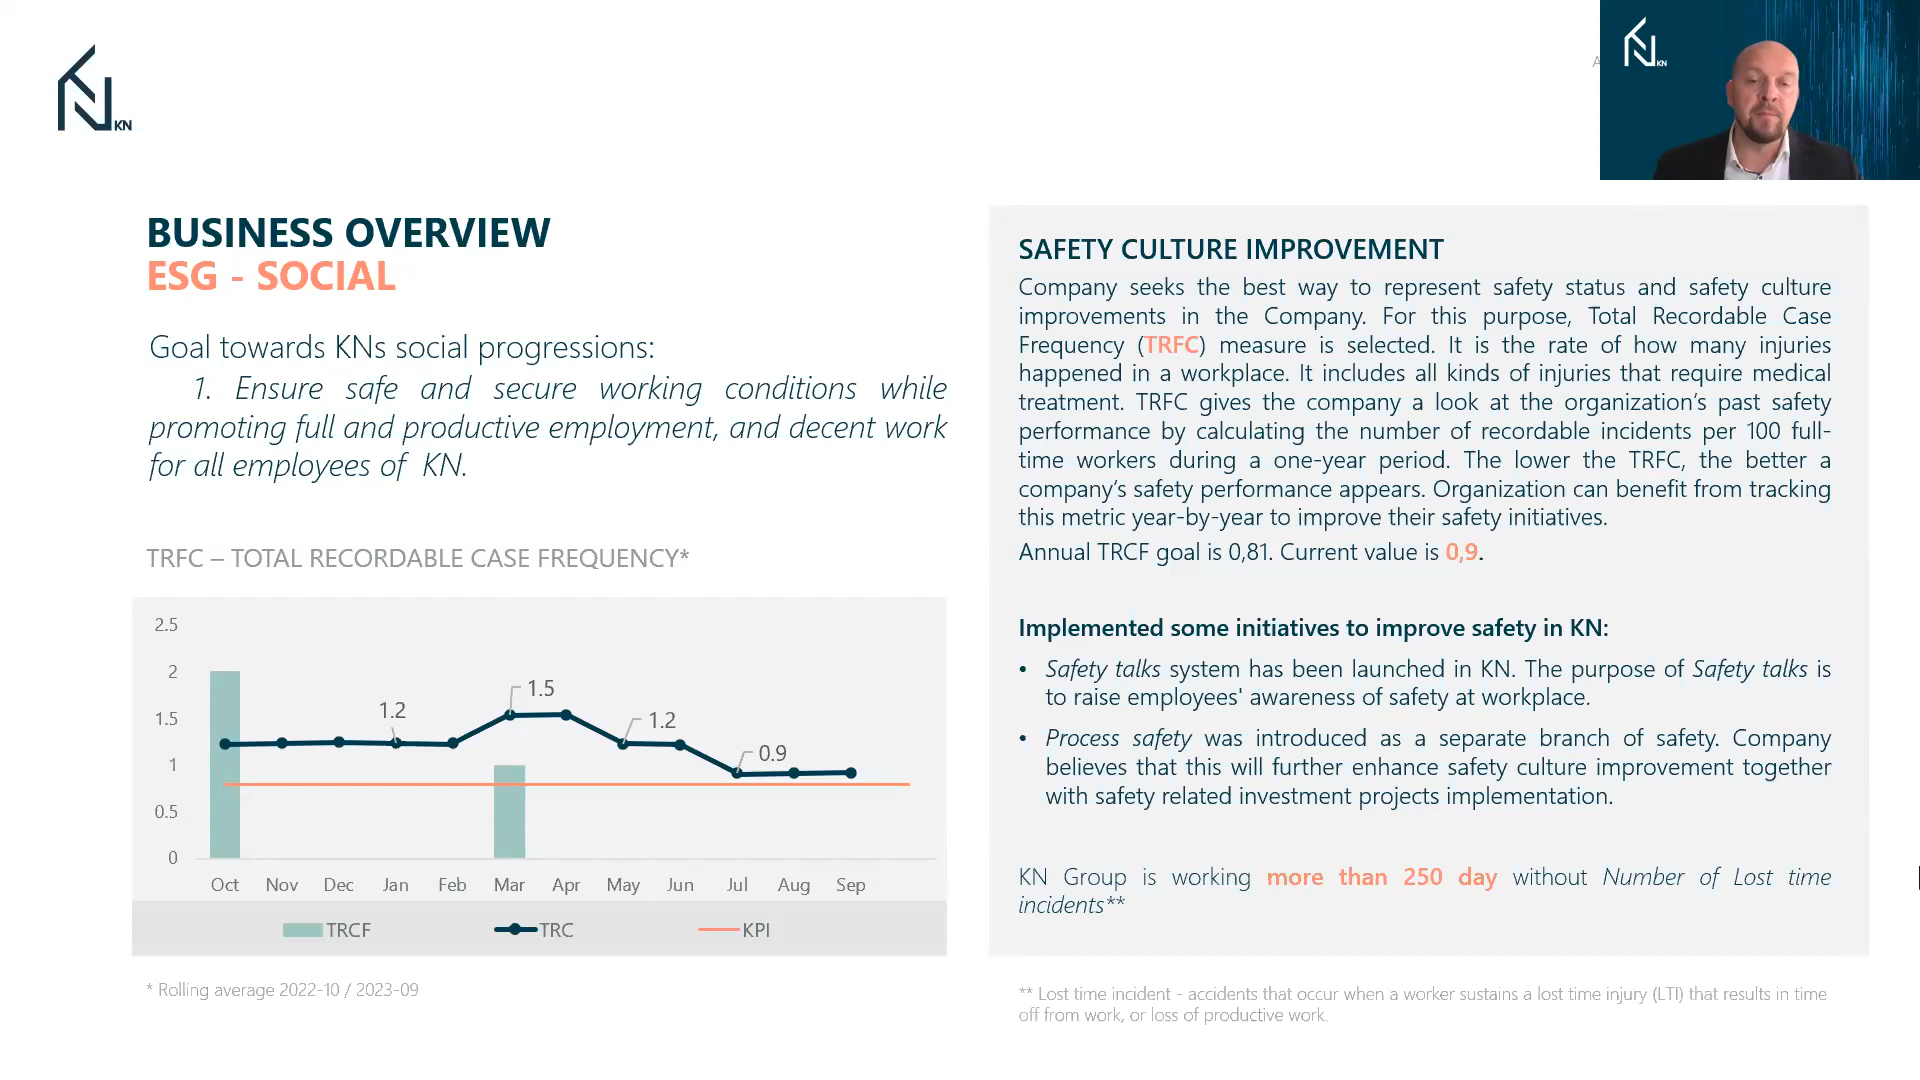 KN
KN
A
BUSINESS OVERVIEW
ESG - SOCIAL
Goal towards KNs social progressions:
1. Ensure safe and secure working conditions while
promoting full and productive employment, and decent work
for all employees of KN.
TRFC – TOTAL RECORDABLE CASE FREQUENCY*
2.5
2
1.5
1
0.5
0
1.2
1.5
1.2
0.9
Oct Nov Dec Jan Feb Mar Apr May Jun Jul Aug Sep
TRCF TRC KPI
* Rolling average 2022-10 / 2023-09
SAFETY CULTURE IMPROVEMENT
Company seeks the best way to represent safety status and safety culture
improvements in the Company. For this purpose, Total Recordable Case
Frequency (TRFC) measure is selected. It is the rate of how many injuries
happened in a workplace. It includes all kinds of injuries that require medical
treatment. TRFC gives the company a look at the organization's past safety
performance by calculating the number of recordable incidents per 100 full-
time workers during a one-year period. The lower the TRFC, the better a
company's safety performance appears. Organization can benefit from tracking
this metric year-by-year to improve their safety initiatives.
Annual TRCF goal is 0,81. Current value is 0,9.
Implemented some initiatives to improve safety in KN:
• Safety talks system has been launched in KN. The purpose of Safety talks is
to raise employees' awareness of safety at workplace.
• Process safety was introduced as a separate branch of safety. Company
believes that this will further enhance safety culture improvement together
with safety related investment projects implementation.
KN Group is working more than 250 day without Number of Lost time
incidents**
** Lost time incident - accidents that occur when a worker sustains a lost time injury (LTI) that results in time
off from work, or loss of productive work.